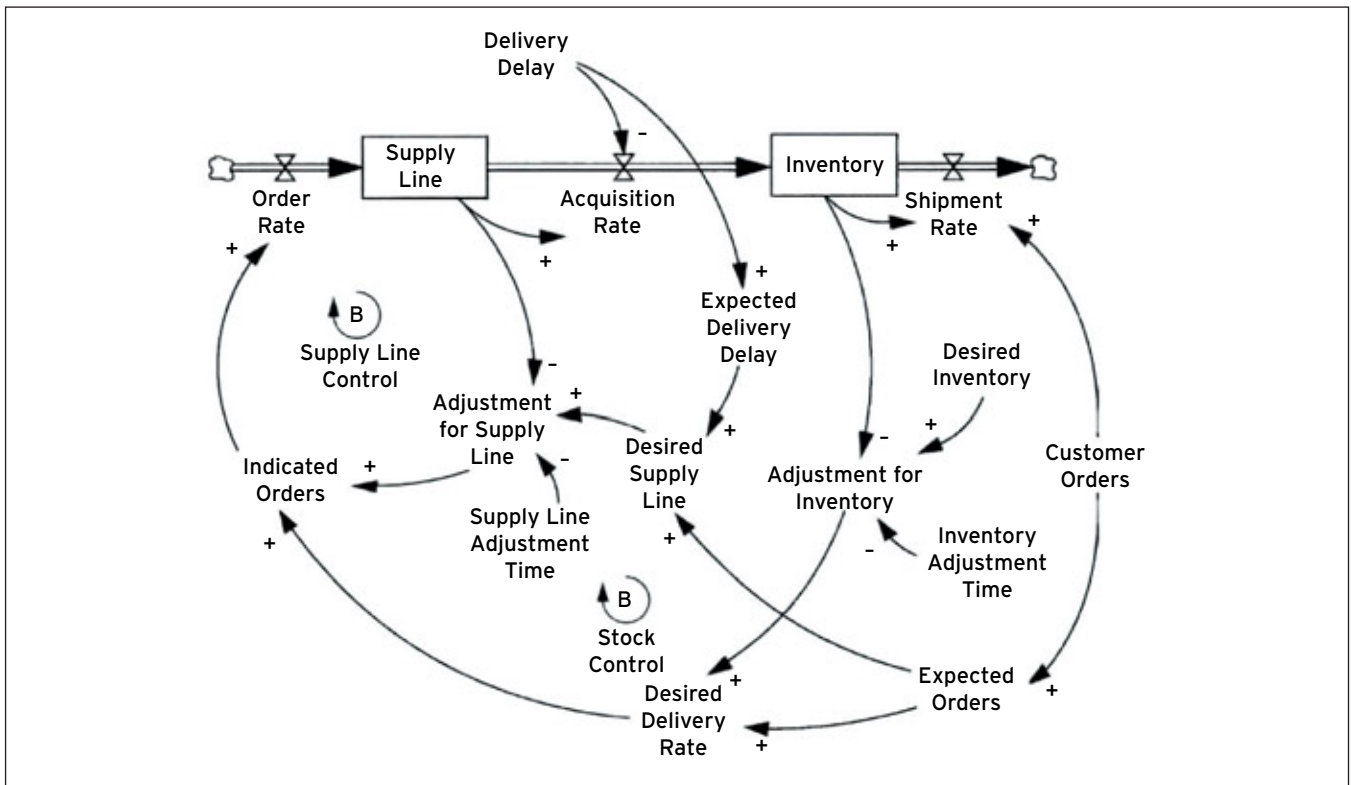 Delivery
Delay
-
Supply
Line
Inventory
Order
Rate
Acquisition
Rate
Shipment
Rate
+
+
+
+
+
Expected
Delivery
Delay
B
Supply Line
Control
Desired
Inventory
-
+
+
+
-
Adjustment
for Supply
Line
Desired
Supply
Line
Adjustment for
Inventory
Customer
Orders
Indicated
Orders
+
-
Supply Line
Adjustment
Time
+
+
-
Inventory
Adjustment
Time
B
Stock
Control
Desired
Delivery
Rate
+
+
Expected
Orders
+